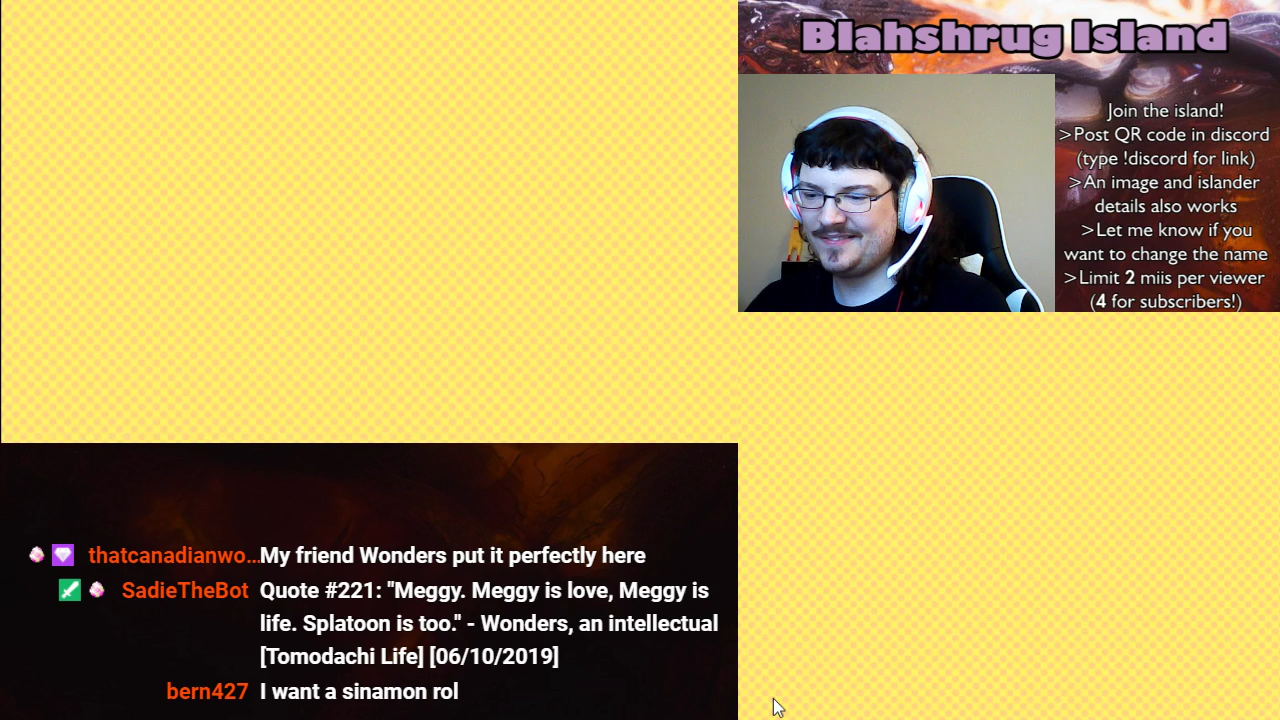 Blahshrug Island
Join the island!
>Post QR code in discord
(type !discord for link)
>An image and islander
details also works
>Let me know if you
want to change the name
>Limit 2 miis per viewer
(4 for subscribers!)
thatcanadianwo... My friend Wonders put it perfectly here
SadieTheBot Quote #221: "Meggy. Meggy is love, Meggy is
life. Splatoon is too." - Wonders, an intellectual
[Tomodachi Life] [06/10/2019]
bern427 I want a sinamon rol